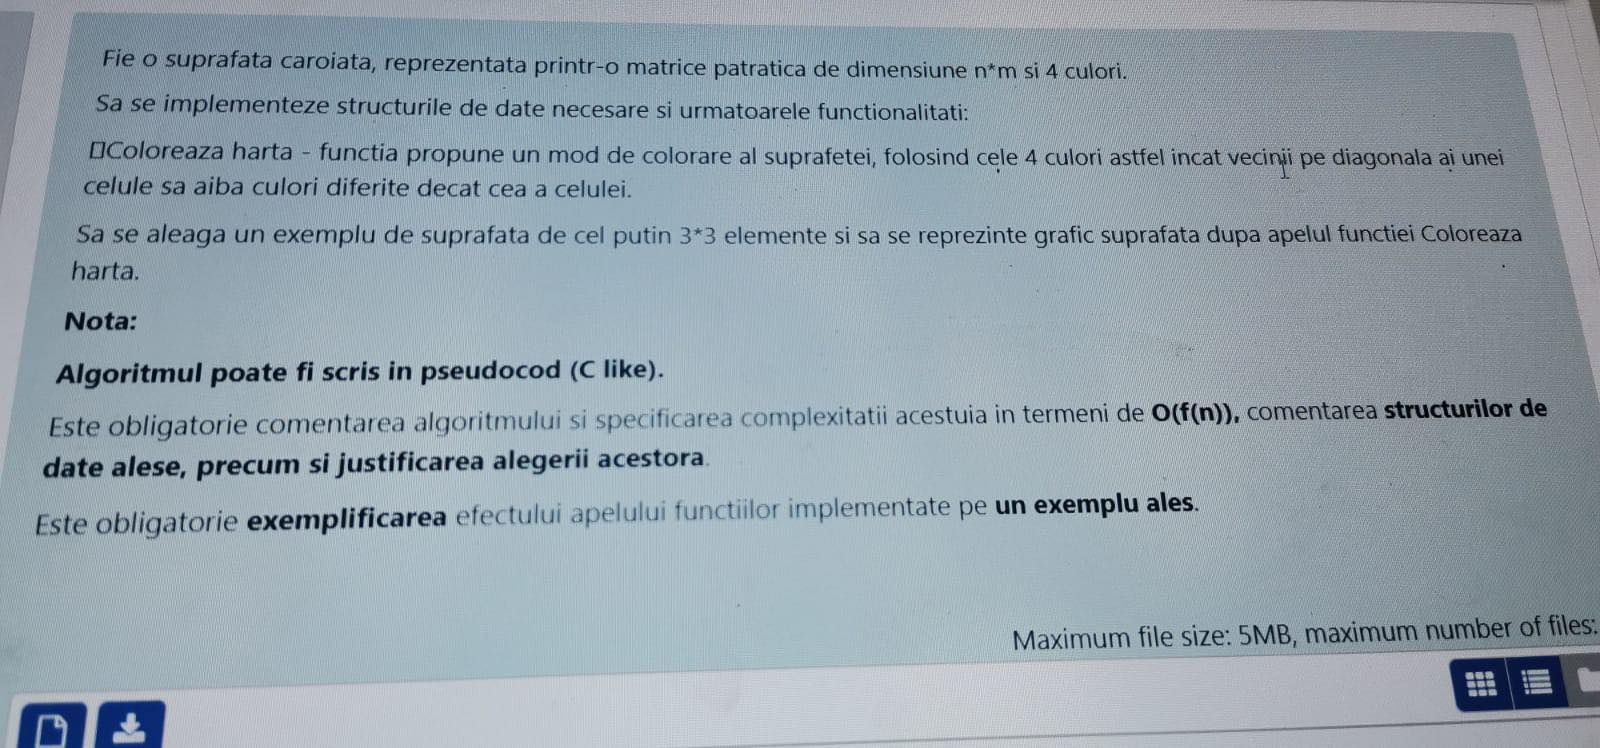 Fie o suprafata caroiata, reprezentata printr-o matrice patratica de dimensiune n*m si 4 culori.
Sa se implementeze structurile de date necesare si urmatoarele functionalitati:
Coloreaza harta - functia propune un mod de colorare al suprafetei, folosind cele 4 culori astfel incat vecinii pe diagonala ai unei
celule sa aiba culori diferite decat cea a celulei.
Sa se aleaga un exemplu de suprafata de cel putin 3*3 elemente si sa se reprezinte grafic suprafata dupa apelul functiei Coloreaza
harta.
Nota:
Algoritmul poate fi scris in pseudocod (C like).
Este obligatorie comentarea algoritmului si specificarea complexitatii acestuia in termeni de O(f(n)), comentarea structurilor de
date alese, precum si justificarea alegerii acestora.
Este obligatorie exemplificarea efectului apelului functiilor implementate pe un exemplu ales.
Maximum file size: 5MB, maximum number of files: